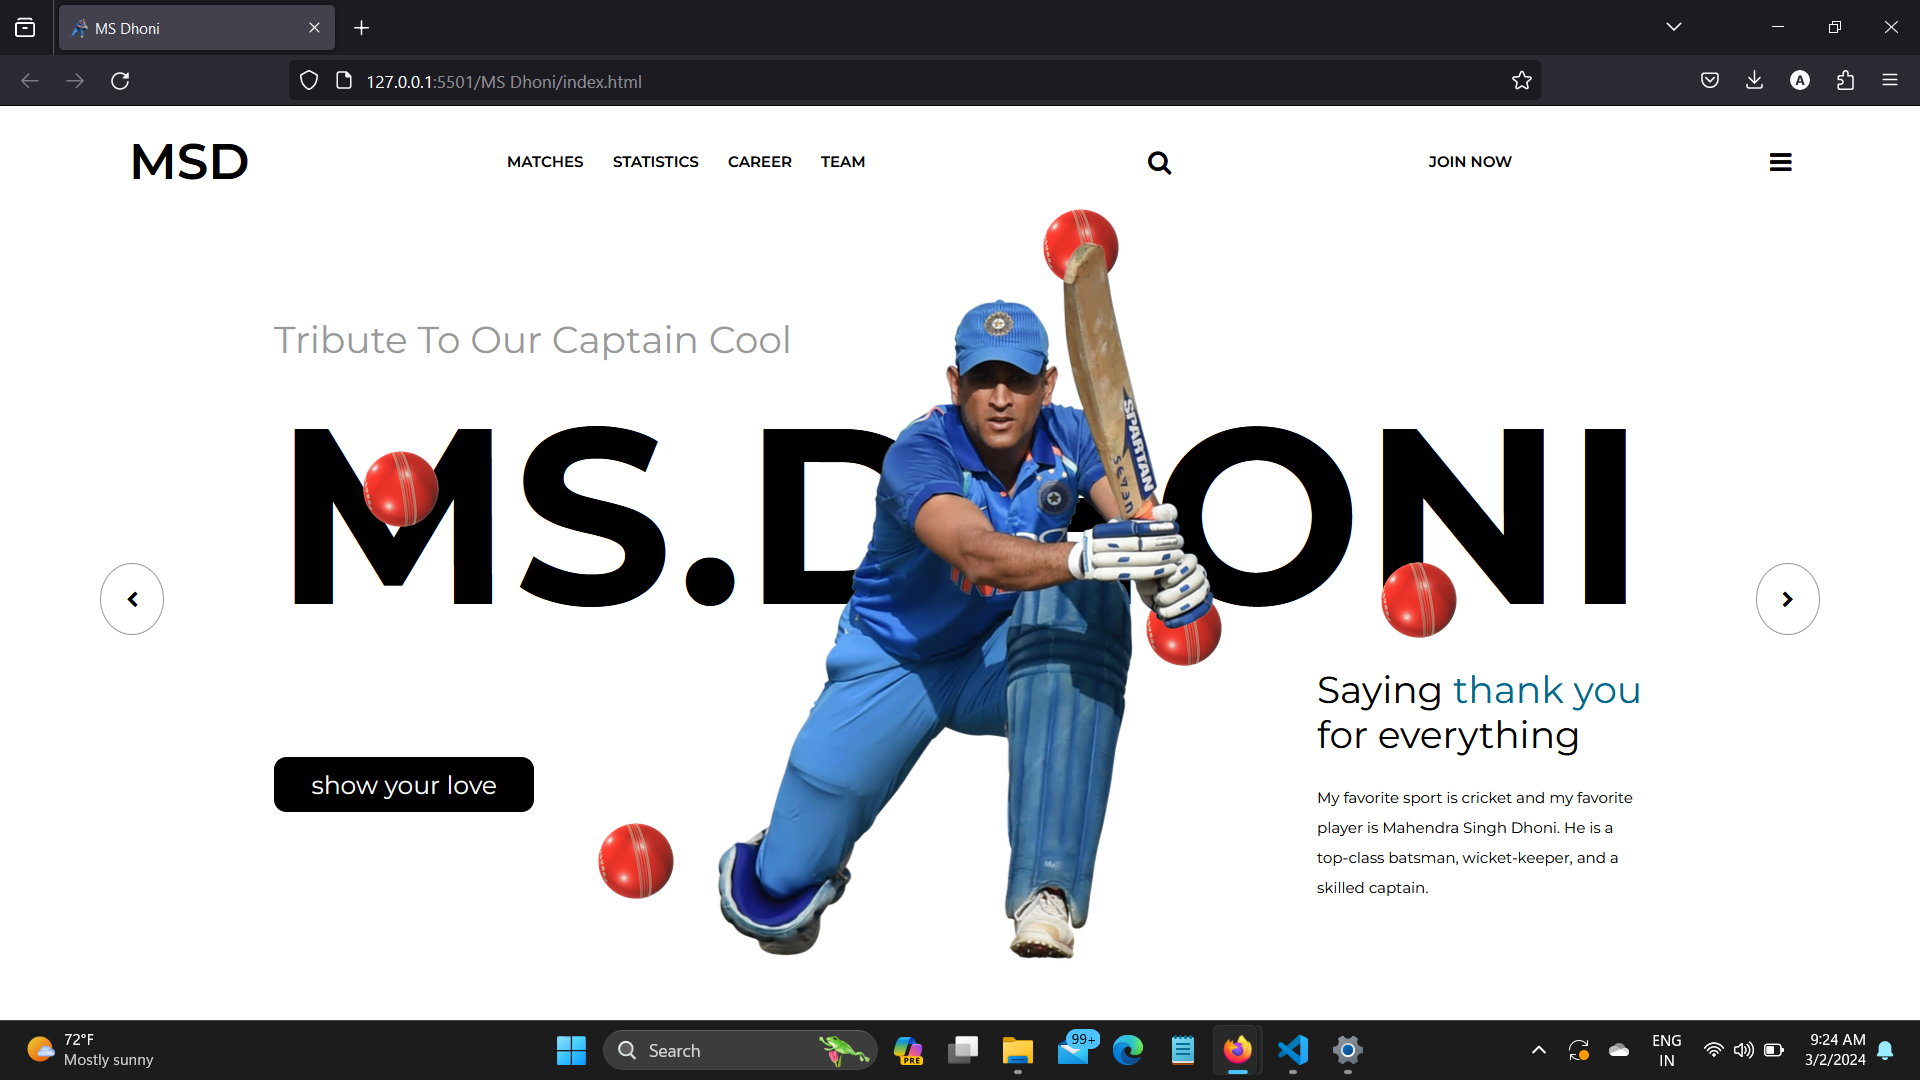 MS Dhoni
127.0.0.1:5501/MS Dhoni/index.html
MSD
MATCHES STATISTICS CAREER TEAM
JOIN NOW
Tribute To Our Captain Cool
MS.DHONI
SPARTAN
SEVEN
Saying thank you
for everything
show your love
My favorite sport is cricket and my favorite
player is Mahendra Singh Dhoni. He is a
top-class batsman, wicket-keeper, and a
skilled captain.
72°F
Mostly sunny
Search
PRE
99+
A
ENG
IN
9:24 AM
3/2/2024